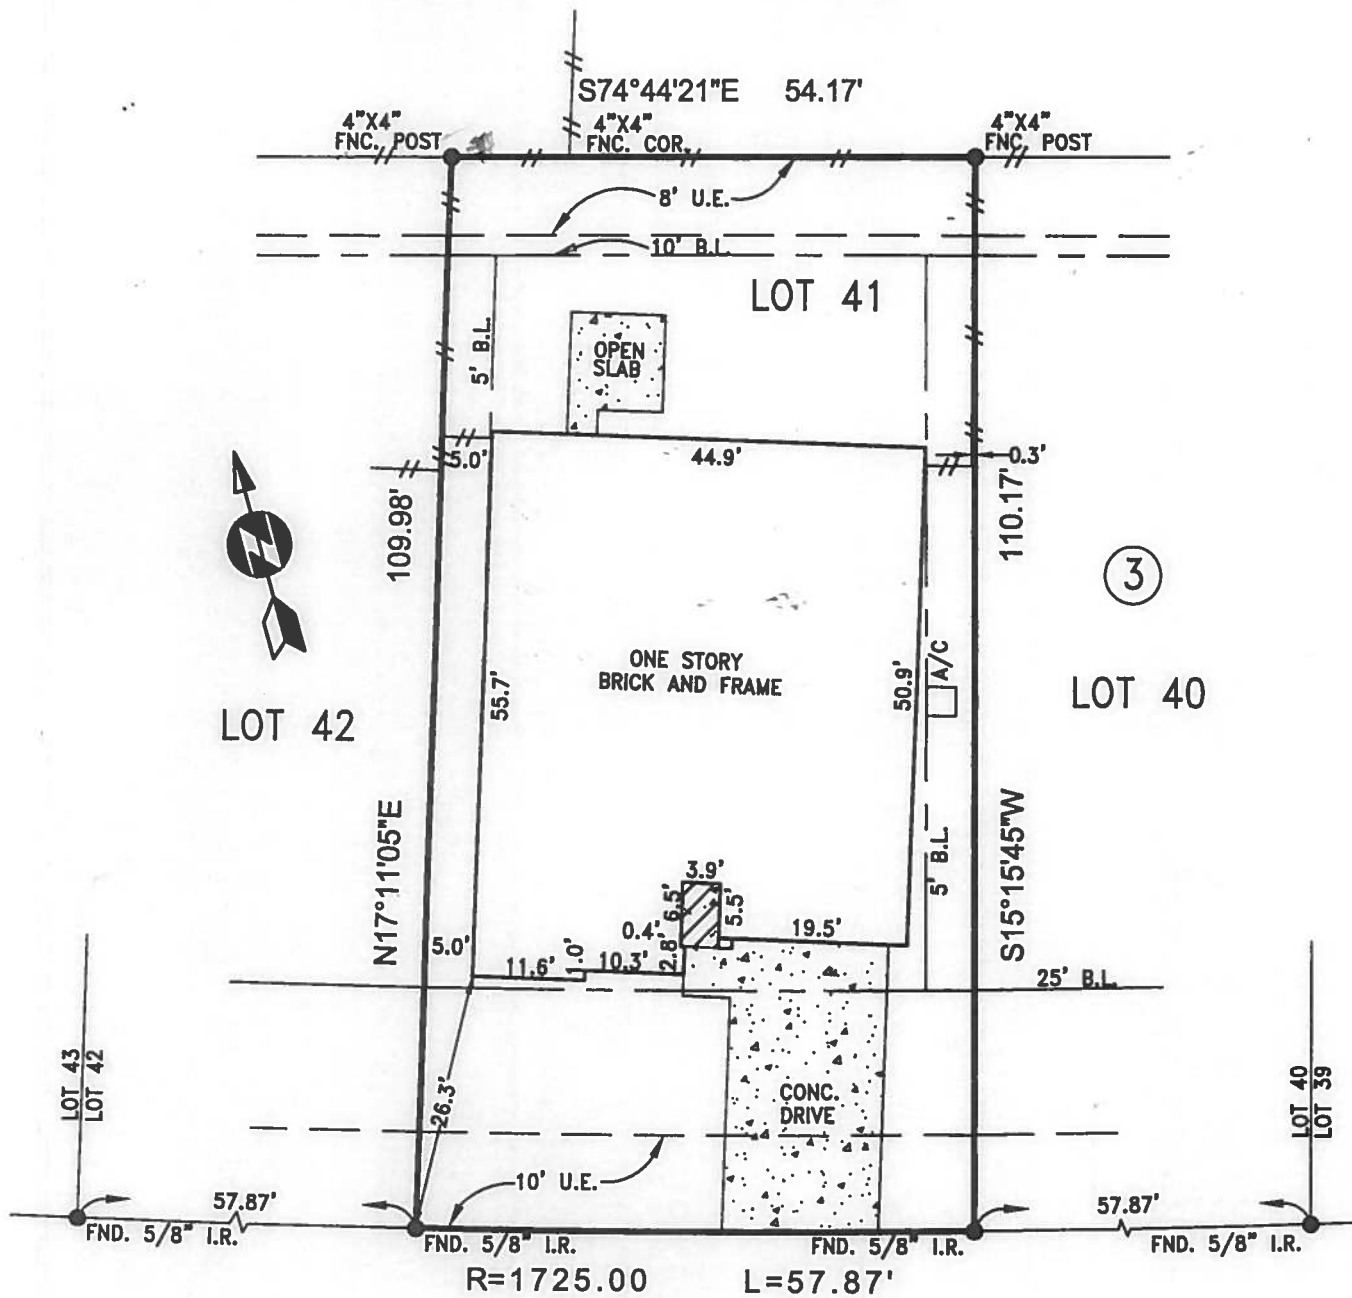 S74°44'21"E 54.17'
4"X4"
FNC. POST
4"X4"
FNC. COR.
4"X4"
FNC. POST
8' U.E.
10' B.L.
LOT 41
5' B.L.
OPEN
SLAB
5.0'
44.9'
0.3'
109.98'
110.17'
3
ONE STORY
BRICK AND FRAME
55.7'
50.9'
A/C
LOT 42
LOT 40
N17°11'05"E
S15°15'45"W
5' B.L.
3.9'
6.5'
5.5'
0.4'
2.8'
19.5'
5.0'
11.6'
1.0'
10.3'
25' B.L.
LOT 43
LOT 42
26.3'
CONC.
DRIVE
LOT 40
LOT 39
10' U.E.
57.87'
57.87'
FND. 5/8" I.R.
FND. 5/8" I.R.
FND. 5/8" I.R.
FND. 5/8" I.R.
R=1725.00 L=57.87'